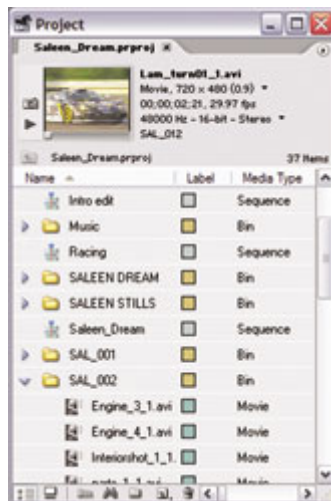 Project
Saleen_Dream.prproj
Lam_turn01_1.avi
Movie, 720 x 480 (0.9)
00;00;02;21, 29.97 fps
48000 Hz - 16-bit - Stereo
SAL_012
Saleen_Dream.prproj 37 Items
Name Label Media Type
Intro edit Sequence
Music Bin
Racing Sequence
SALEEN DREAM Bin
SALEEN STILLS Bin
Saleen_Dream Sequence
SAL_001 Bin
SAL_002 Bin
Engine_3_1.avi Movie
Engine_4_1.avi Movie
Interiorshot_1_1. Movie